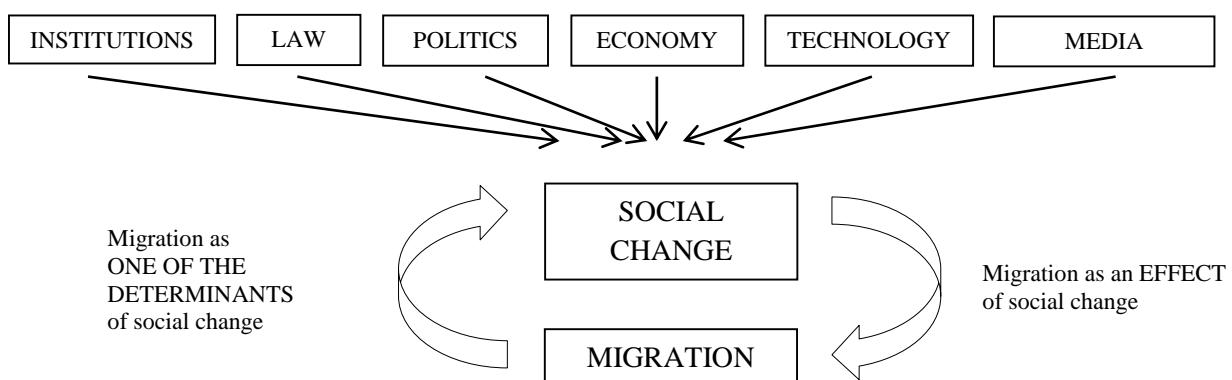 INSTITUTIONS
LAW
POLITICS
ECONOMY
TECHNOLOGY
MEDIA
SOCIAL
CHANGE
Migration as
ONE OF THE
DETERMINANTS
of social change
Migration as an EFFECT
of social change
MIGRATION